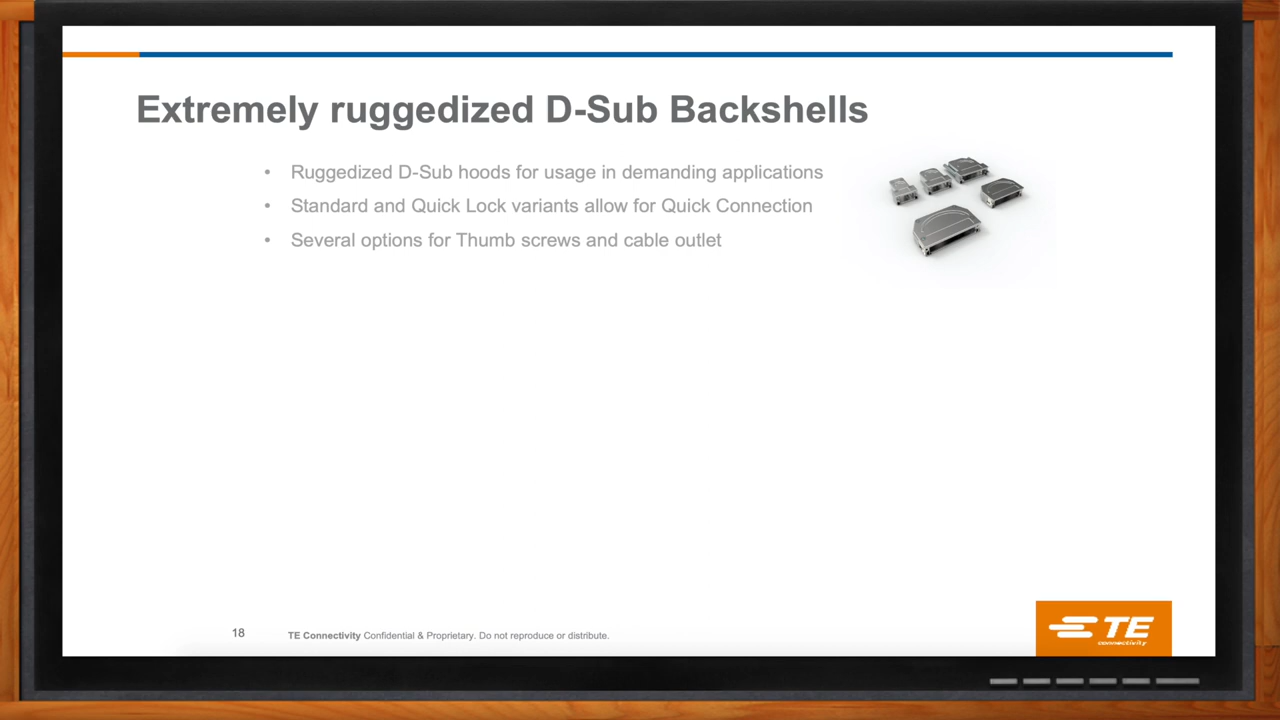 Extremely ruggedized D-Sub Backshells
• Ruggedized D-Sub hoods for usage in demanding applications
• Standard and Quick Lock variants allow for Quick Connection
• Several options for Thumb screws and cable outlet
18
TE Connectivity Confidential & Proprietary. Do not reproduce or distribute.
TE
connectivity